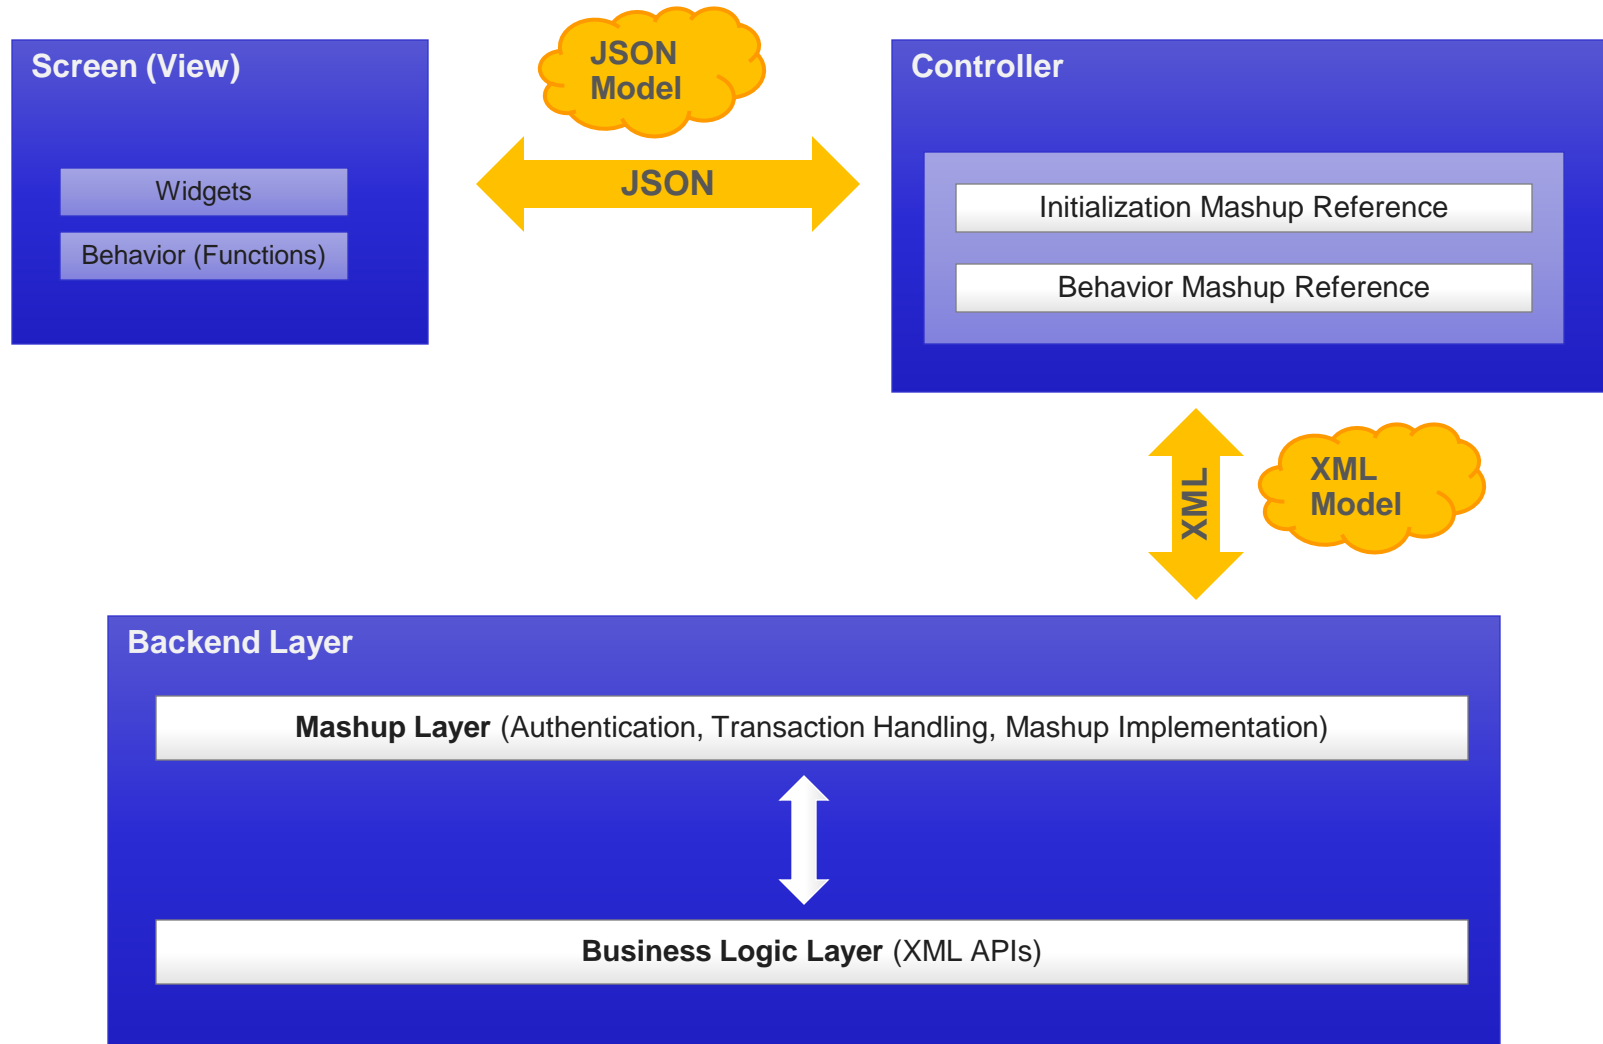 Screen (View)
Widgets
Behavior (Functions)
JSON
Model
JSON
Controller
Initialization Mashup Reference
Behavior Mashup Reference
XML
XML
Model
Backend Layer
Mashup Layer (Authentication, Transaction Handling, Mashup Implementation)
Business Logic Layer (XML APIs)